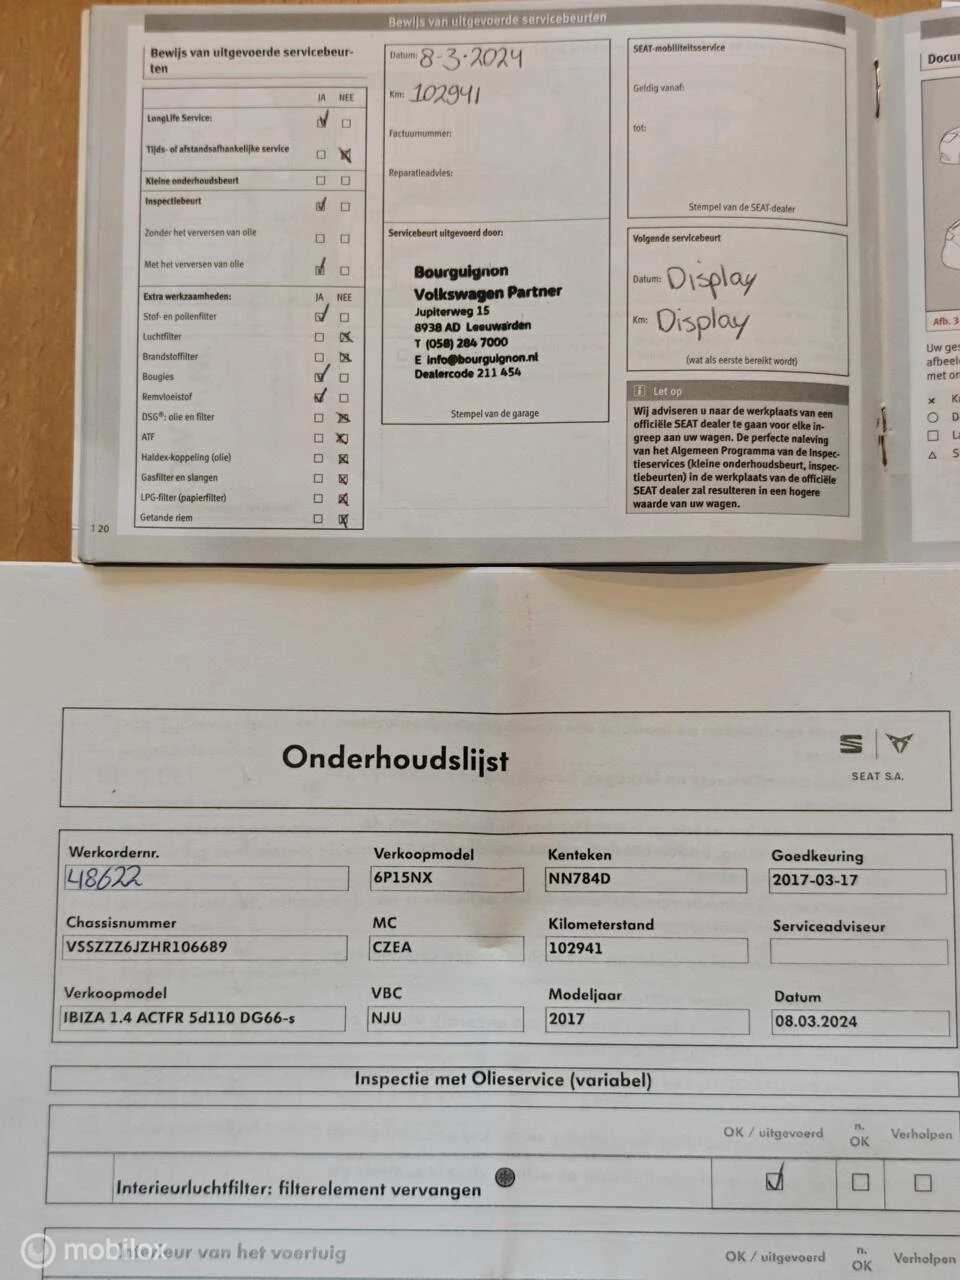 Bewijs van uitgevoerde servicebeurten
Bewijs van uitgevoerde servicebeur-
ten
JA NEE
LongLife Service:
Tijds- of afstandsafhankelijke service
Kleine onderhoudsbeurt
Inspectiebeurt
Zonder het verversen van olie
Met het verversen van olie
Extra werkzaamheden: JA NEE
Stof- en pollenfilter
Luchtfilter
Brandstoffilter
Bougies
Remvloeistof
DSG®: olie en filter
ATF
Haldex-koppeling (olie)
Gasfilter en slangen
LPG-filter (papierfilter)
Getande riem
120
Datum: 8-3-2024
Km: 102941
Factuurnummer:
Reparatieadvies:
Servicebeurt uitgevoerd door:
Bourguignon
Volkswagen Partner
Jupiterweg 15
8938 AD Leeuwarden
T (058) 284 7000
E info@bourguignon.nl
Dealercode 211 454
Stempel van de garage
SEAT-mobiliteitsservice
Geldig vanaf:
tot:
Stempel van de SEAT-dealer
Volgende servicebeurt
Datum: Display
Km: Display
(wat als eerste bereikt wordt)
Let op
Wij adviseren u naar de werkplaats van een
officiële SEAT dealer te gaan voor elke in-
greep aan uw wagen. De perfecte naleving
van het Algemeen Programma van de Inspec-
tieservices (kleine onderhoudsbeurt, inspec-
tiebeurten) in de werkplaats van de officiële
SEAT dealer zal resulteren in een hogere
waarde van uw wagen.
Afb. 3
Uw ges
afbeel
met on
Onderhoudslijst
SEAT S.A.
Werkordernr. Verkoopmodel Kenteken Goedkeuring
48622 6P15NX NN784D 2017-03-17
Chassisnummer MC Kilometerstand Serviceadviseur
VSSZZZ6JZHR106689 CZEA 102941
Verkoopmodel VBC Modeljaar Datum
IBIZA 1.4 ACTFR 5d110 DG66-s NJU 2017 08.03.2024
Inspectie met Olieservice (variabel)
OK / uitgevoerd n. OK Verholpen
Interieurluchtfilter: filterelement vervangen
mobilox
Interieur van het voertuig OK / uitgevoerd n. OK Verholpen